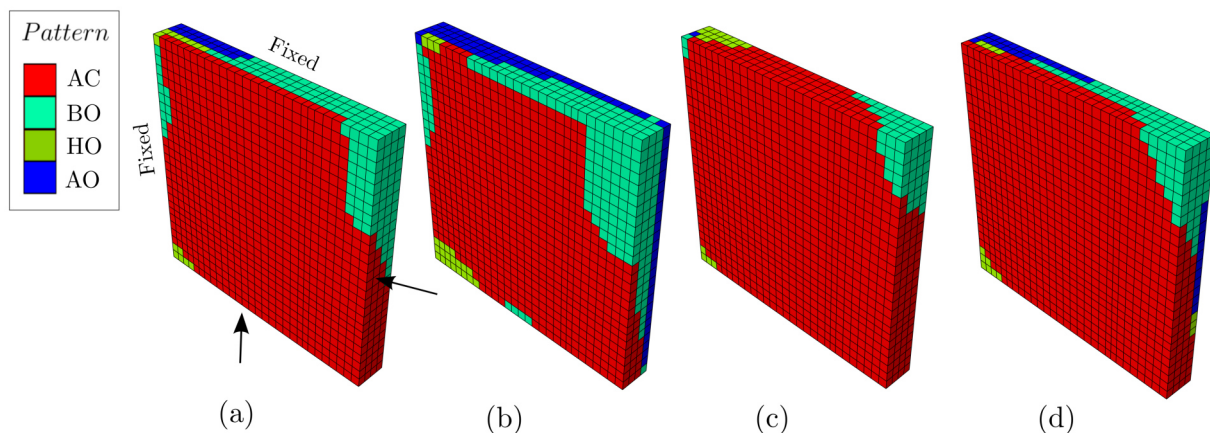 Pattern
AC
BO
HO
AO
Fixed
Fixed
(a)
(b)
(c)
(d)